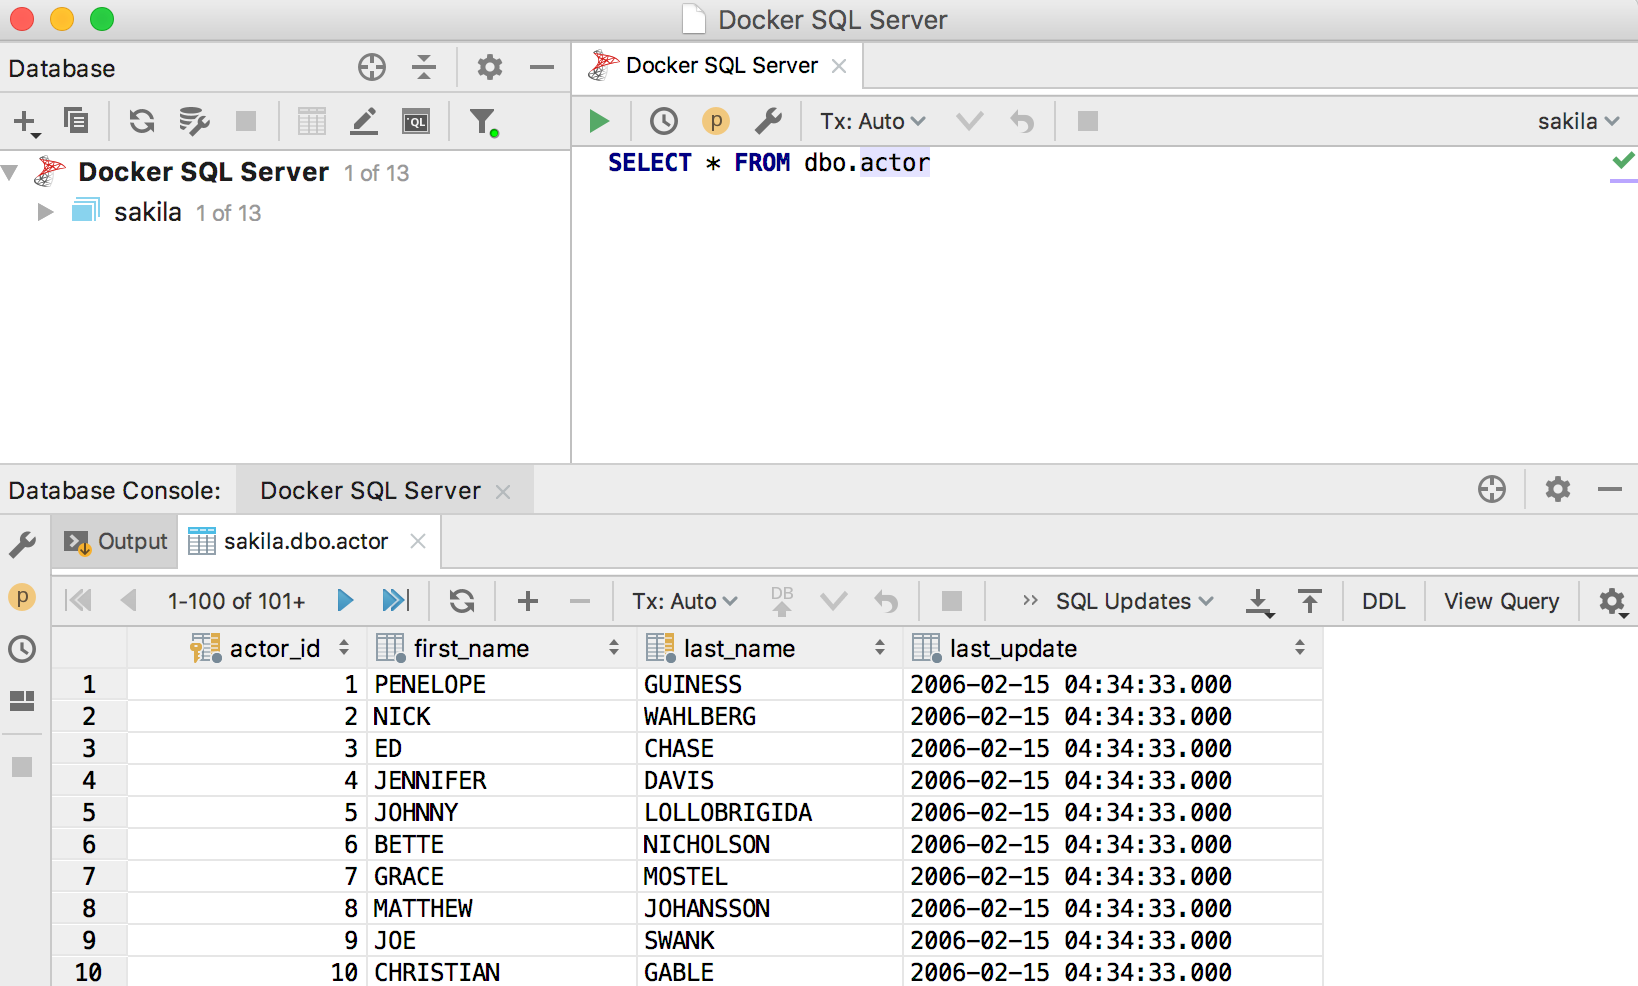 Docker SQL Server
Database
Docker SQL Server
QL
p
Tx: Auto
sakila
Docker SQL Server 1 of 13
sakila 1 of 13
SELECT * FROM dbo.actor
Database Console: Docker SQL Server
Output sakila.dbo.actor
p
1-100 of 101+ Tx: Auto DB SQL Updates DDL View Query
actor_id first_name last_name last_update
1 1 PENELOPE GUINESS 2006-02-15 04:34:33.000
2 2 NICK WAHLBERG 2006-02-15 04:34:33.000
3 3 ED CHASE 2006-02-15 04:34:33.000
4 4 JENNIFER DAVIS 2006-02-15 04:34:33.000
5 5 JOHNNY LOLLOBRIGIDA 2006-02-15 04:34:33.000
6 6 BETTE NICHOLSON 2006-02-15 04:34:33.000
7 7 GRACE MOSTEL 2006-02-15 04:34:33.000
8 8 MATTHEW JOHANSSON 2006-02-15 04:34:33.000
9 9 JOE SWANK 2006-02-15 04:34:33.000
10 10 CHRISTIAN GABLE 2006-02-15 04:34:33.000